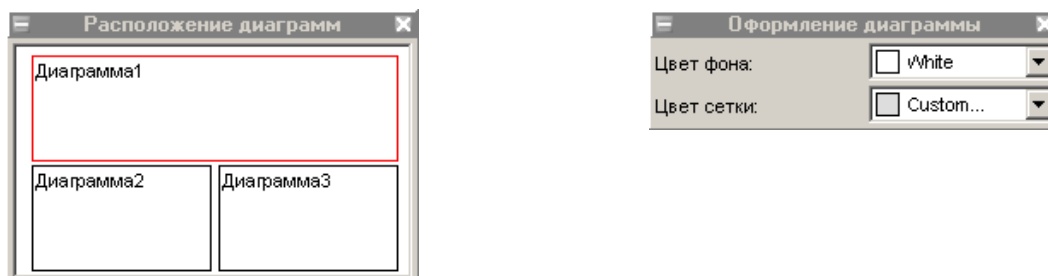 Расположение диаграмм
Диаграмма1
Диаграмма2
Диаграмма3
Оформление диаграммы
Цвет фона:
White
Цвет сетки:
Custom...